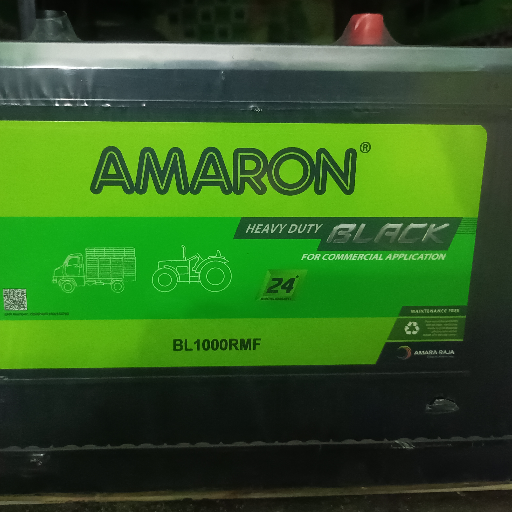 AMARON®
HEAVY DUTY BLACK
FOR COMMERCIAL APPLICATION
24*
BL1000RMF
MAINTENANCE FREE
AMARA RAJA